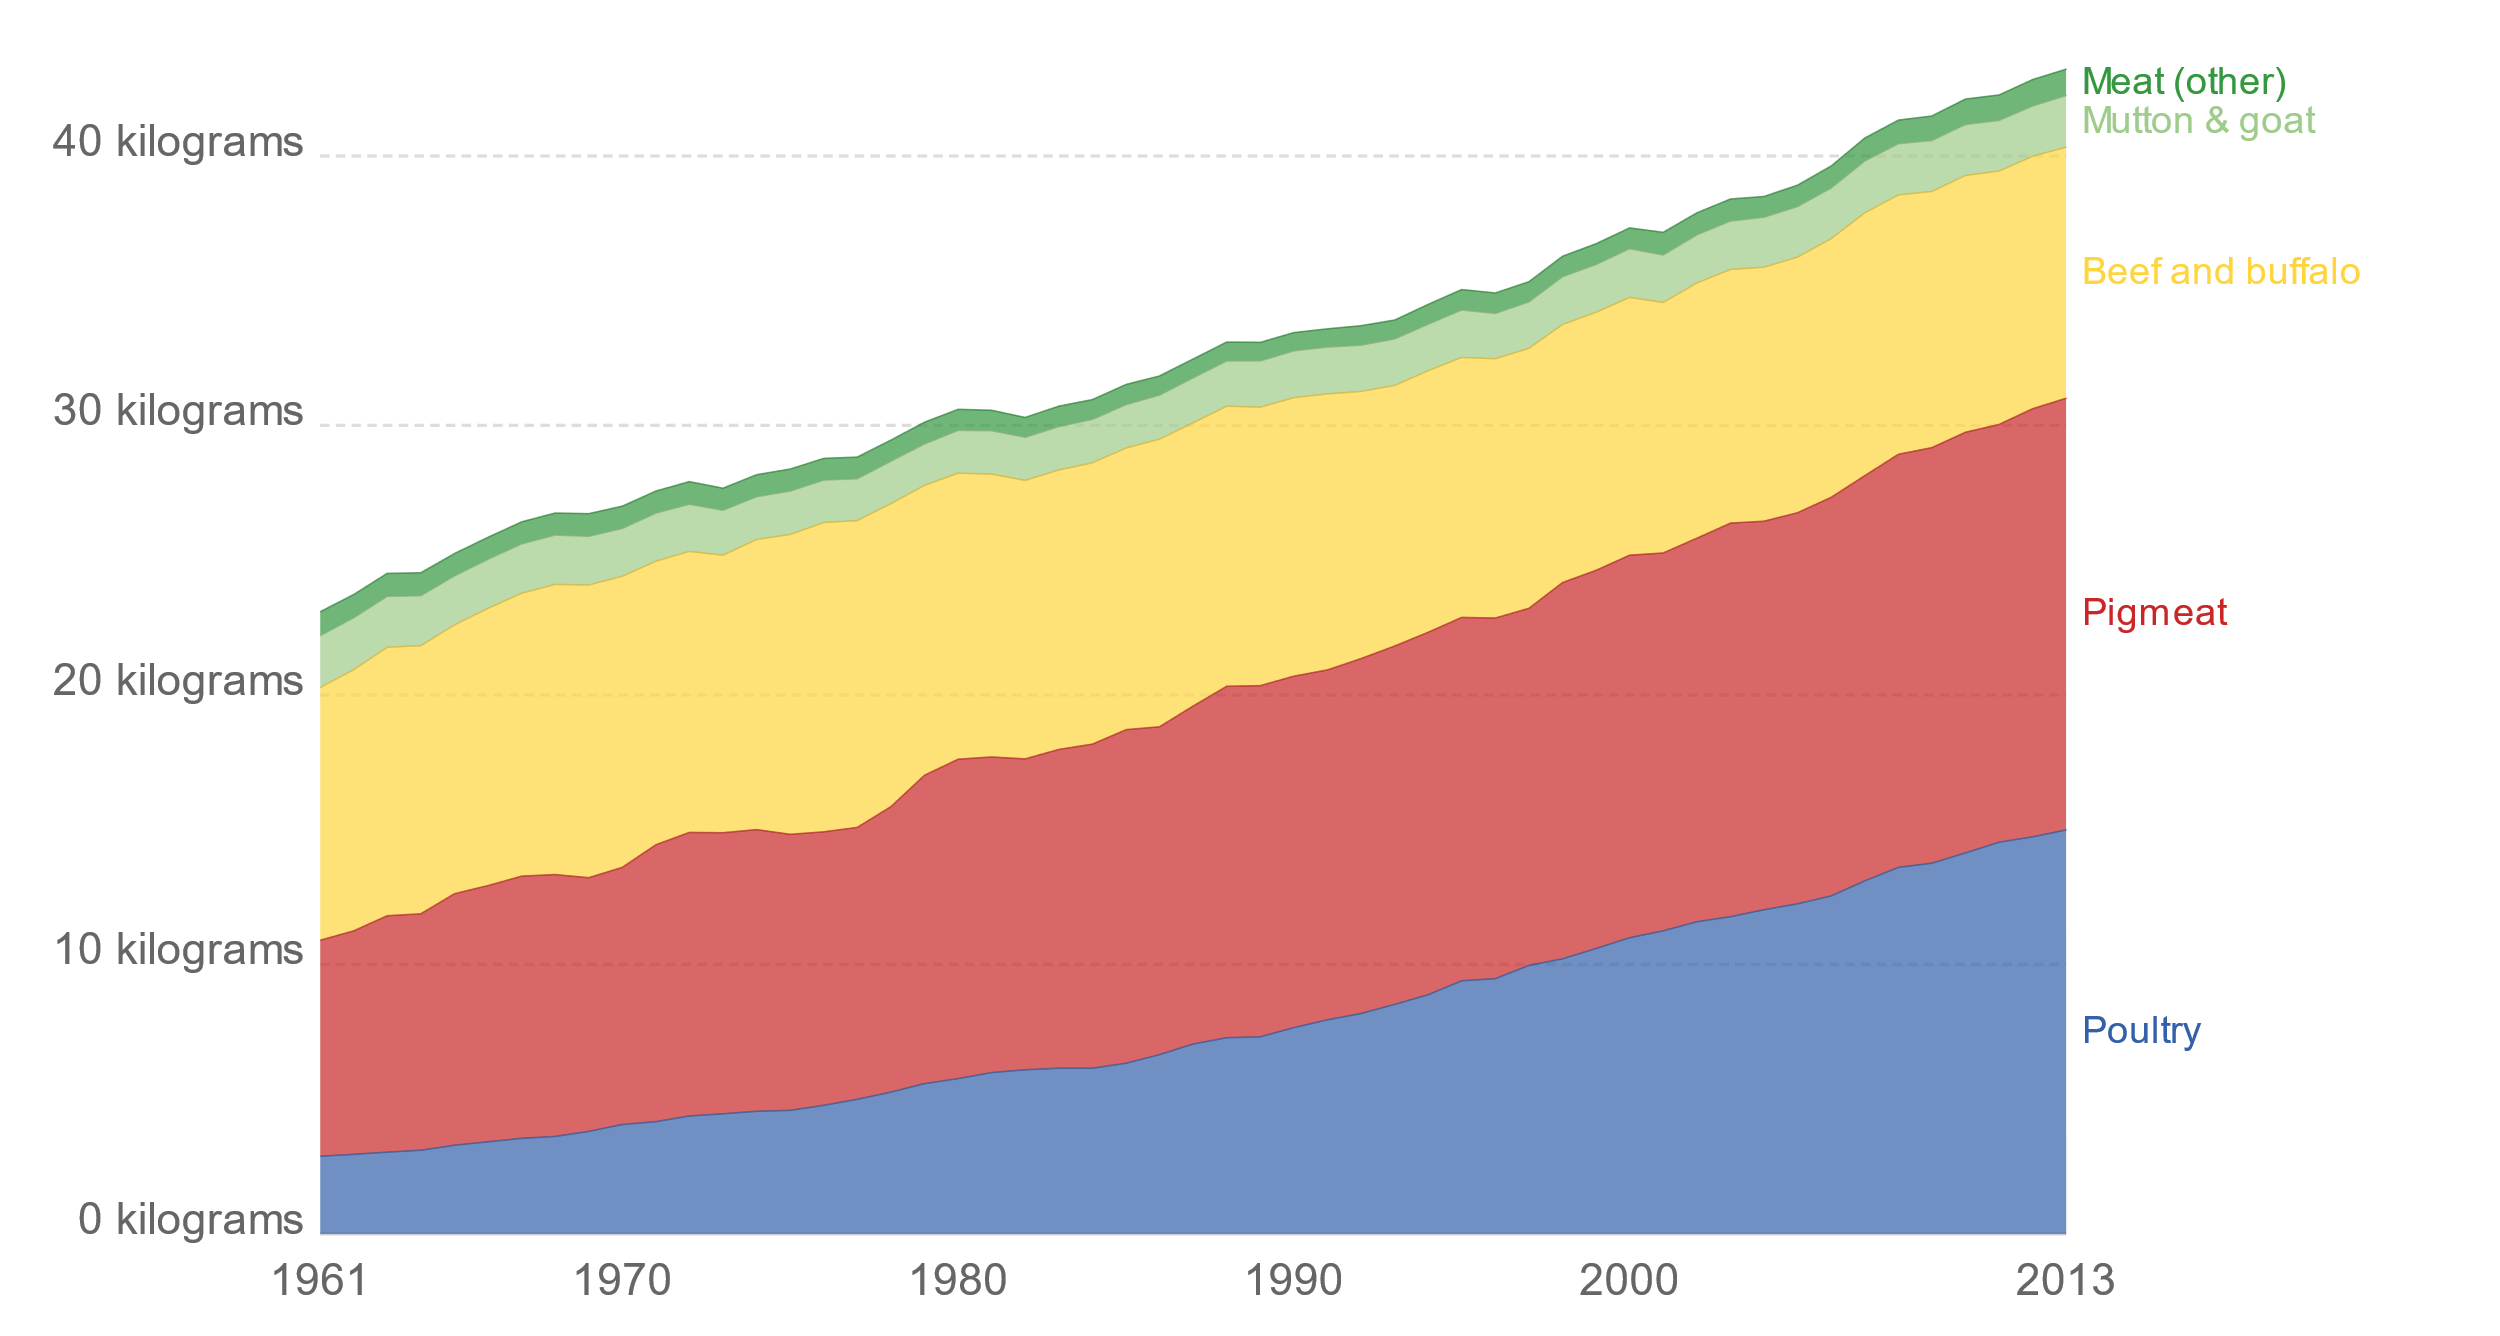 Meat (other)
Mutton & goat
40 kilograms
Beef and buffalo
30 kilograms
Pigmeat
20 kilograms
10 kilograms
Poultry
0 kilograms
1961 1970 1980 1990 2000 2013